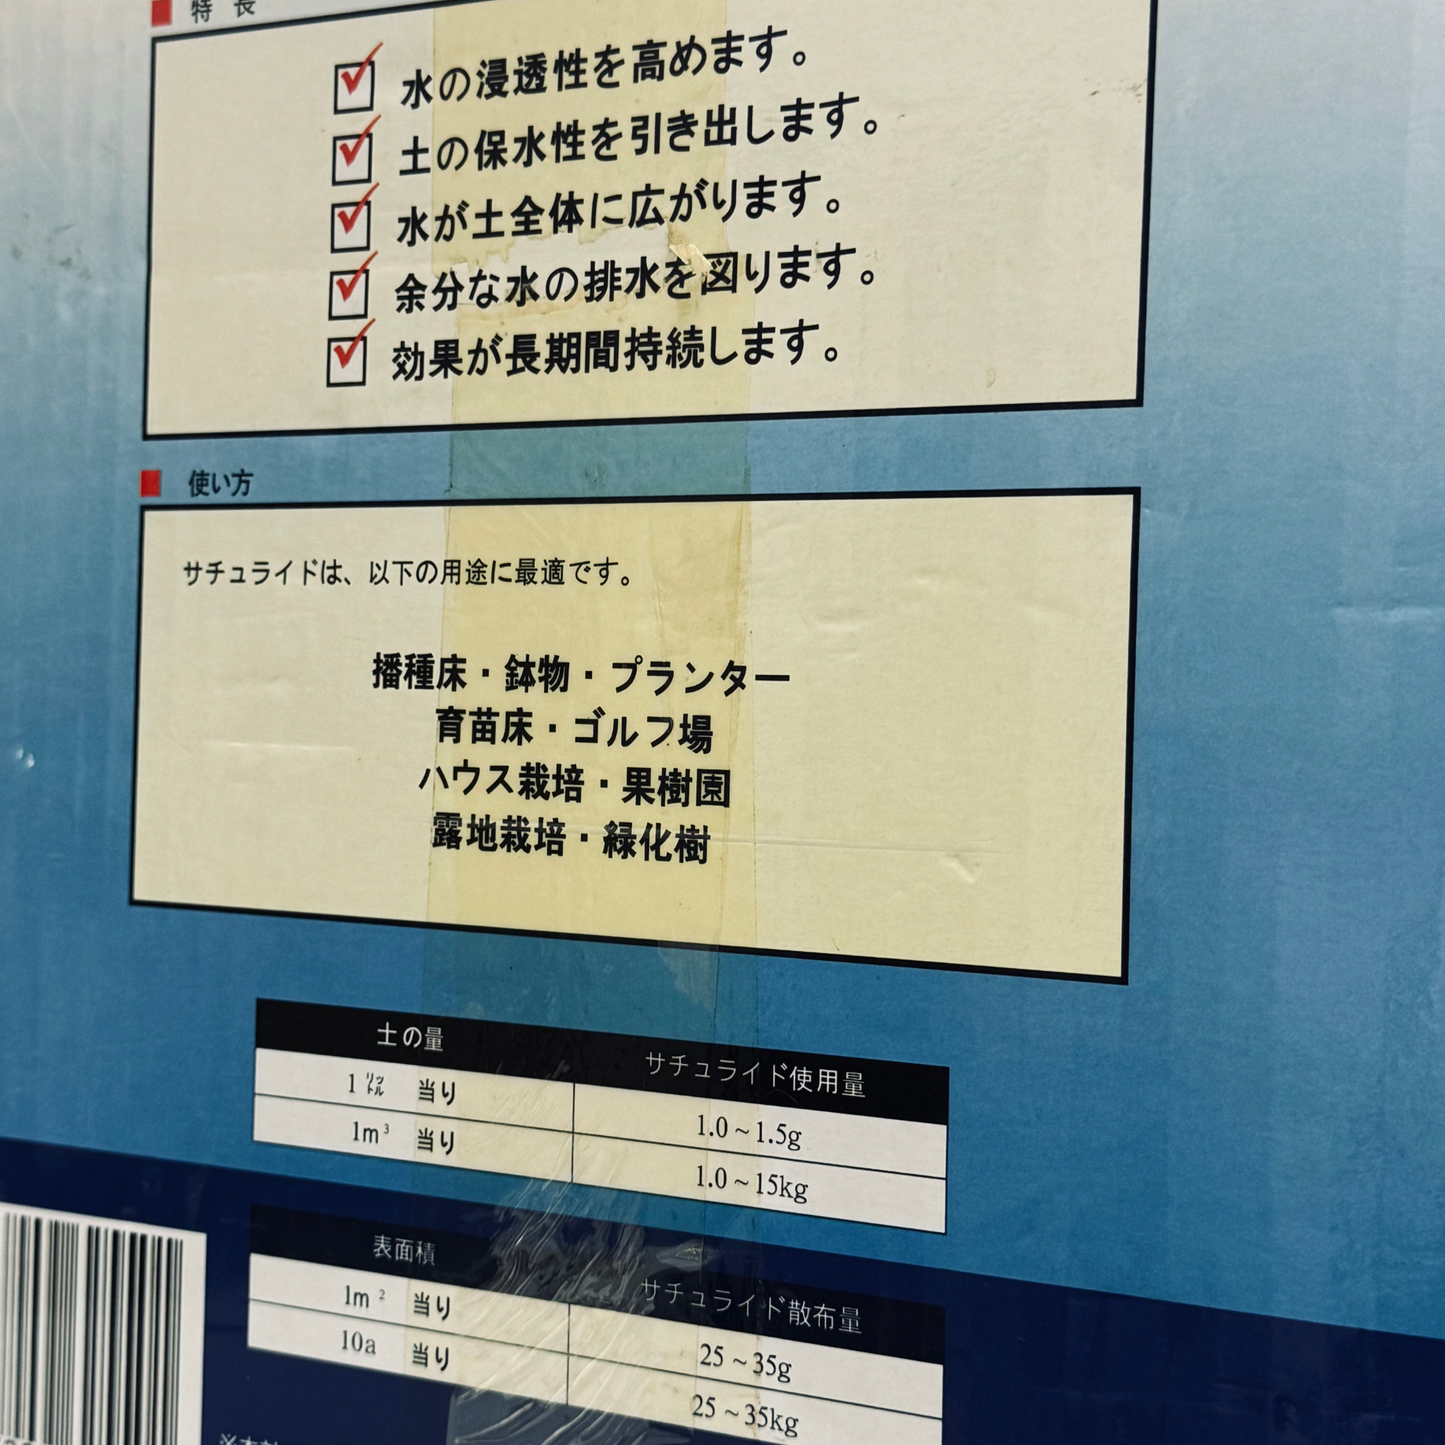 特長
水の浸透性を高めます。
土の保水性を引き出します。
水が土全体に広がります。
余分な水の排水を図ります。
効果が長期間持続します。
使い方
サチュライドは、以下の用途に最適です。
播種床・鉢物・プランター
育苗床・ゴルフ場
ハウス栽培・果樹園
露地栽培・緑化樹
土の量 サチュライド使用量
1㍑ 当り 1.0~1.5g
1m³ 当り 1.0~15kg
表面積 サチュライド散布量
1m² 当り 25~35g
10a 当り 25~35kg